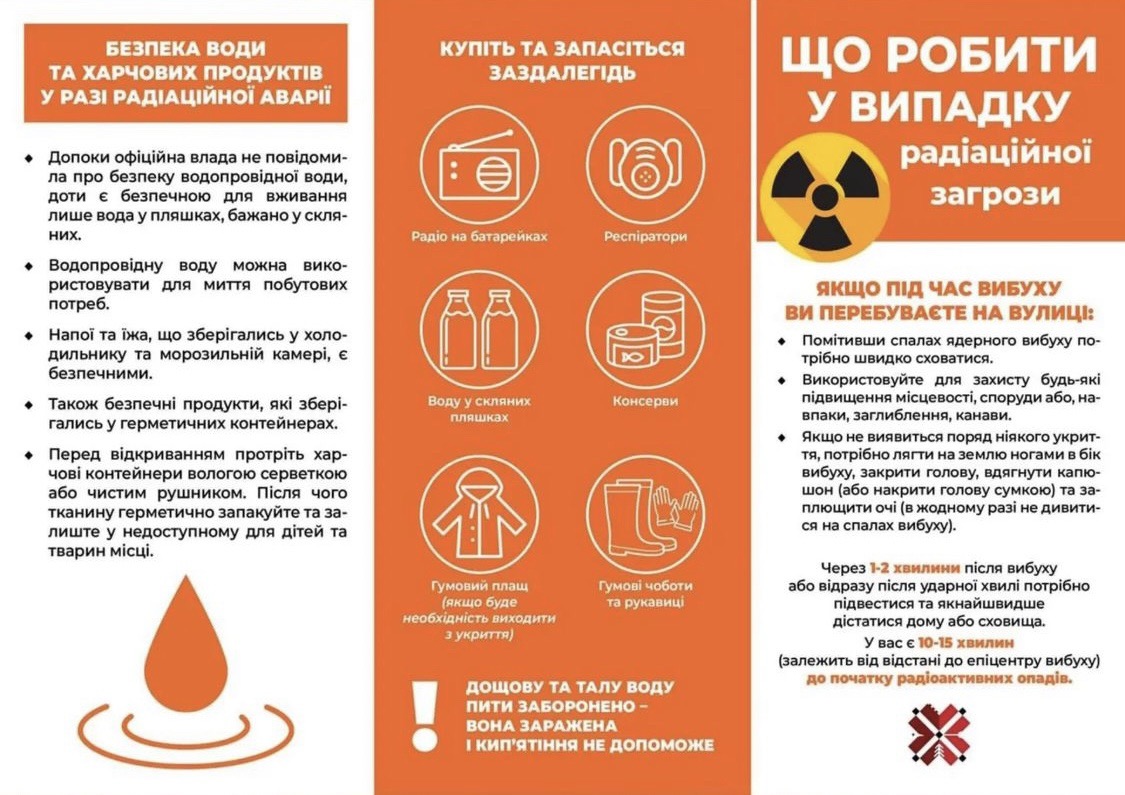 БЕЗПЕКА ВОДИ
ТА ХАРЧОВИХ ПРОДУКТІВ
У РАЗІ РАДІАЦІЙНОЇ АВАРІЇ
◆ Допоки офіційна влада не повідоми-
ла про безпеку водопровідної води,
доти є безпечною для вживання
лише вода у пляшках, бажано у скля-
них.
◆ Водопровідну воду можна вико-
ристовувати для миття побутових
потреб.
◆ Напої та їжа, що зберігались у холо-
дильнику та морозильній камері, є
безпечними.
◆ Також безпечні продукти, які збері-
гались у герметичних контейнерах.
◆ Перед відкриванням протріть хар-
чові контейнери вологою серветкою
або чистим рушником. Після чого
тканину герметично запакуйте та за-
лиште у недоступному для дітей та
тварин місці.
КУПІТЬ ТА ЗАПАСІТЬСЯ
ЗАЗДАЛЕГІДЬ
Радіо на батарейках
Респіратори
Воду у скляних
пляшках
Консерви
Гумовий плащ
(якщо буде
необхідність виходити
з укриття)
Гумові чоботи
та рукавиці
! ДОЩОВУ ТА ТАЛУ ВОДУ
ПИТИ ЗАБОРОНЕНО –
ВОНА ЗАРАЖЕНА
І КИП'ЯТІННЯ НЕ ДОПОМОЖЕ
ЩО РОБИТИ
У ВИПАДКУ
радіаційної
загрози
ЯКЩО ПІД ЧАС ВИБУХУ
ВИ ПЕРЕБУВАЄТЕ НА ВУЛИЦІ:
◆ Помітивши спалах ядерного вибуху по-
трібно швидко сховатися.
◆ Використовуйте для захисту будь-які
підвищення місцевості, споруди або, на-
впаки, заглиблення, канави.
◆ Якщо не виявиться поряд ніякого укрит-
тя, потрібно лягти на землю ногами в бік
вибуху, закрити голову, вдягнути капю-
шон (або накрити голову сумкою) та за-
плющити очі (в жодному разі не дивити-
ся на спалах вибуху).
Через 1-2 хвилини після вибуху
або відразу після ударної хвилі потрібно
підвестися та якнайшвидше
дістатися дому або сховища.
У вас є 10-15 хвилин
(залежить від відстані до епіцентру вибуху)
до початку радіоактивних опадів.